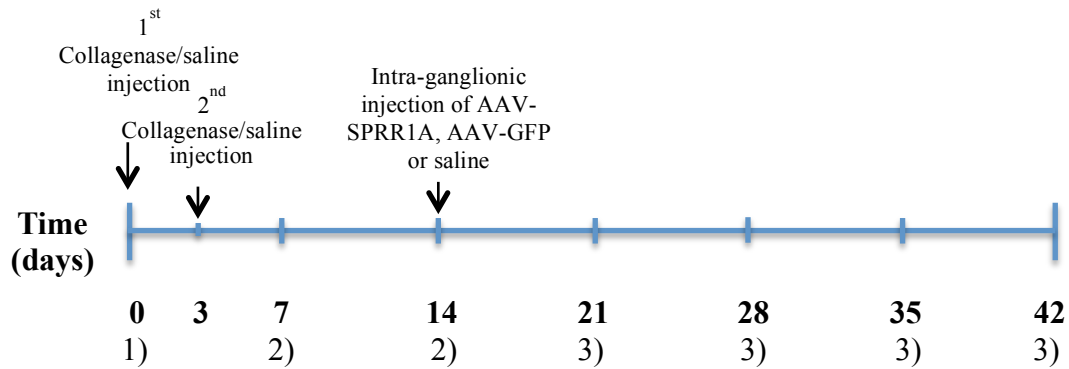 1st
Collagenase/saline
injection
2nd
Collagenase/saline
injection
Intra-ganglionic
injection of AAV-
SPRR1A, AAV-GFP
or saline
Time
(days)
0 3 7 14 21 28 35 42
1) 2) 2) 3) 3) 3) 3)